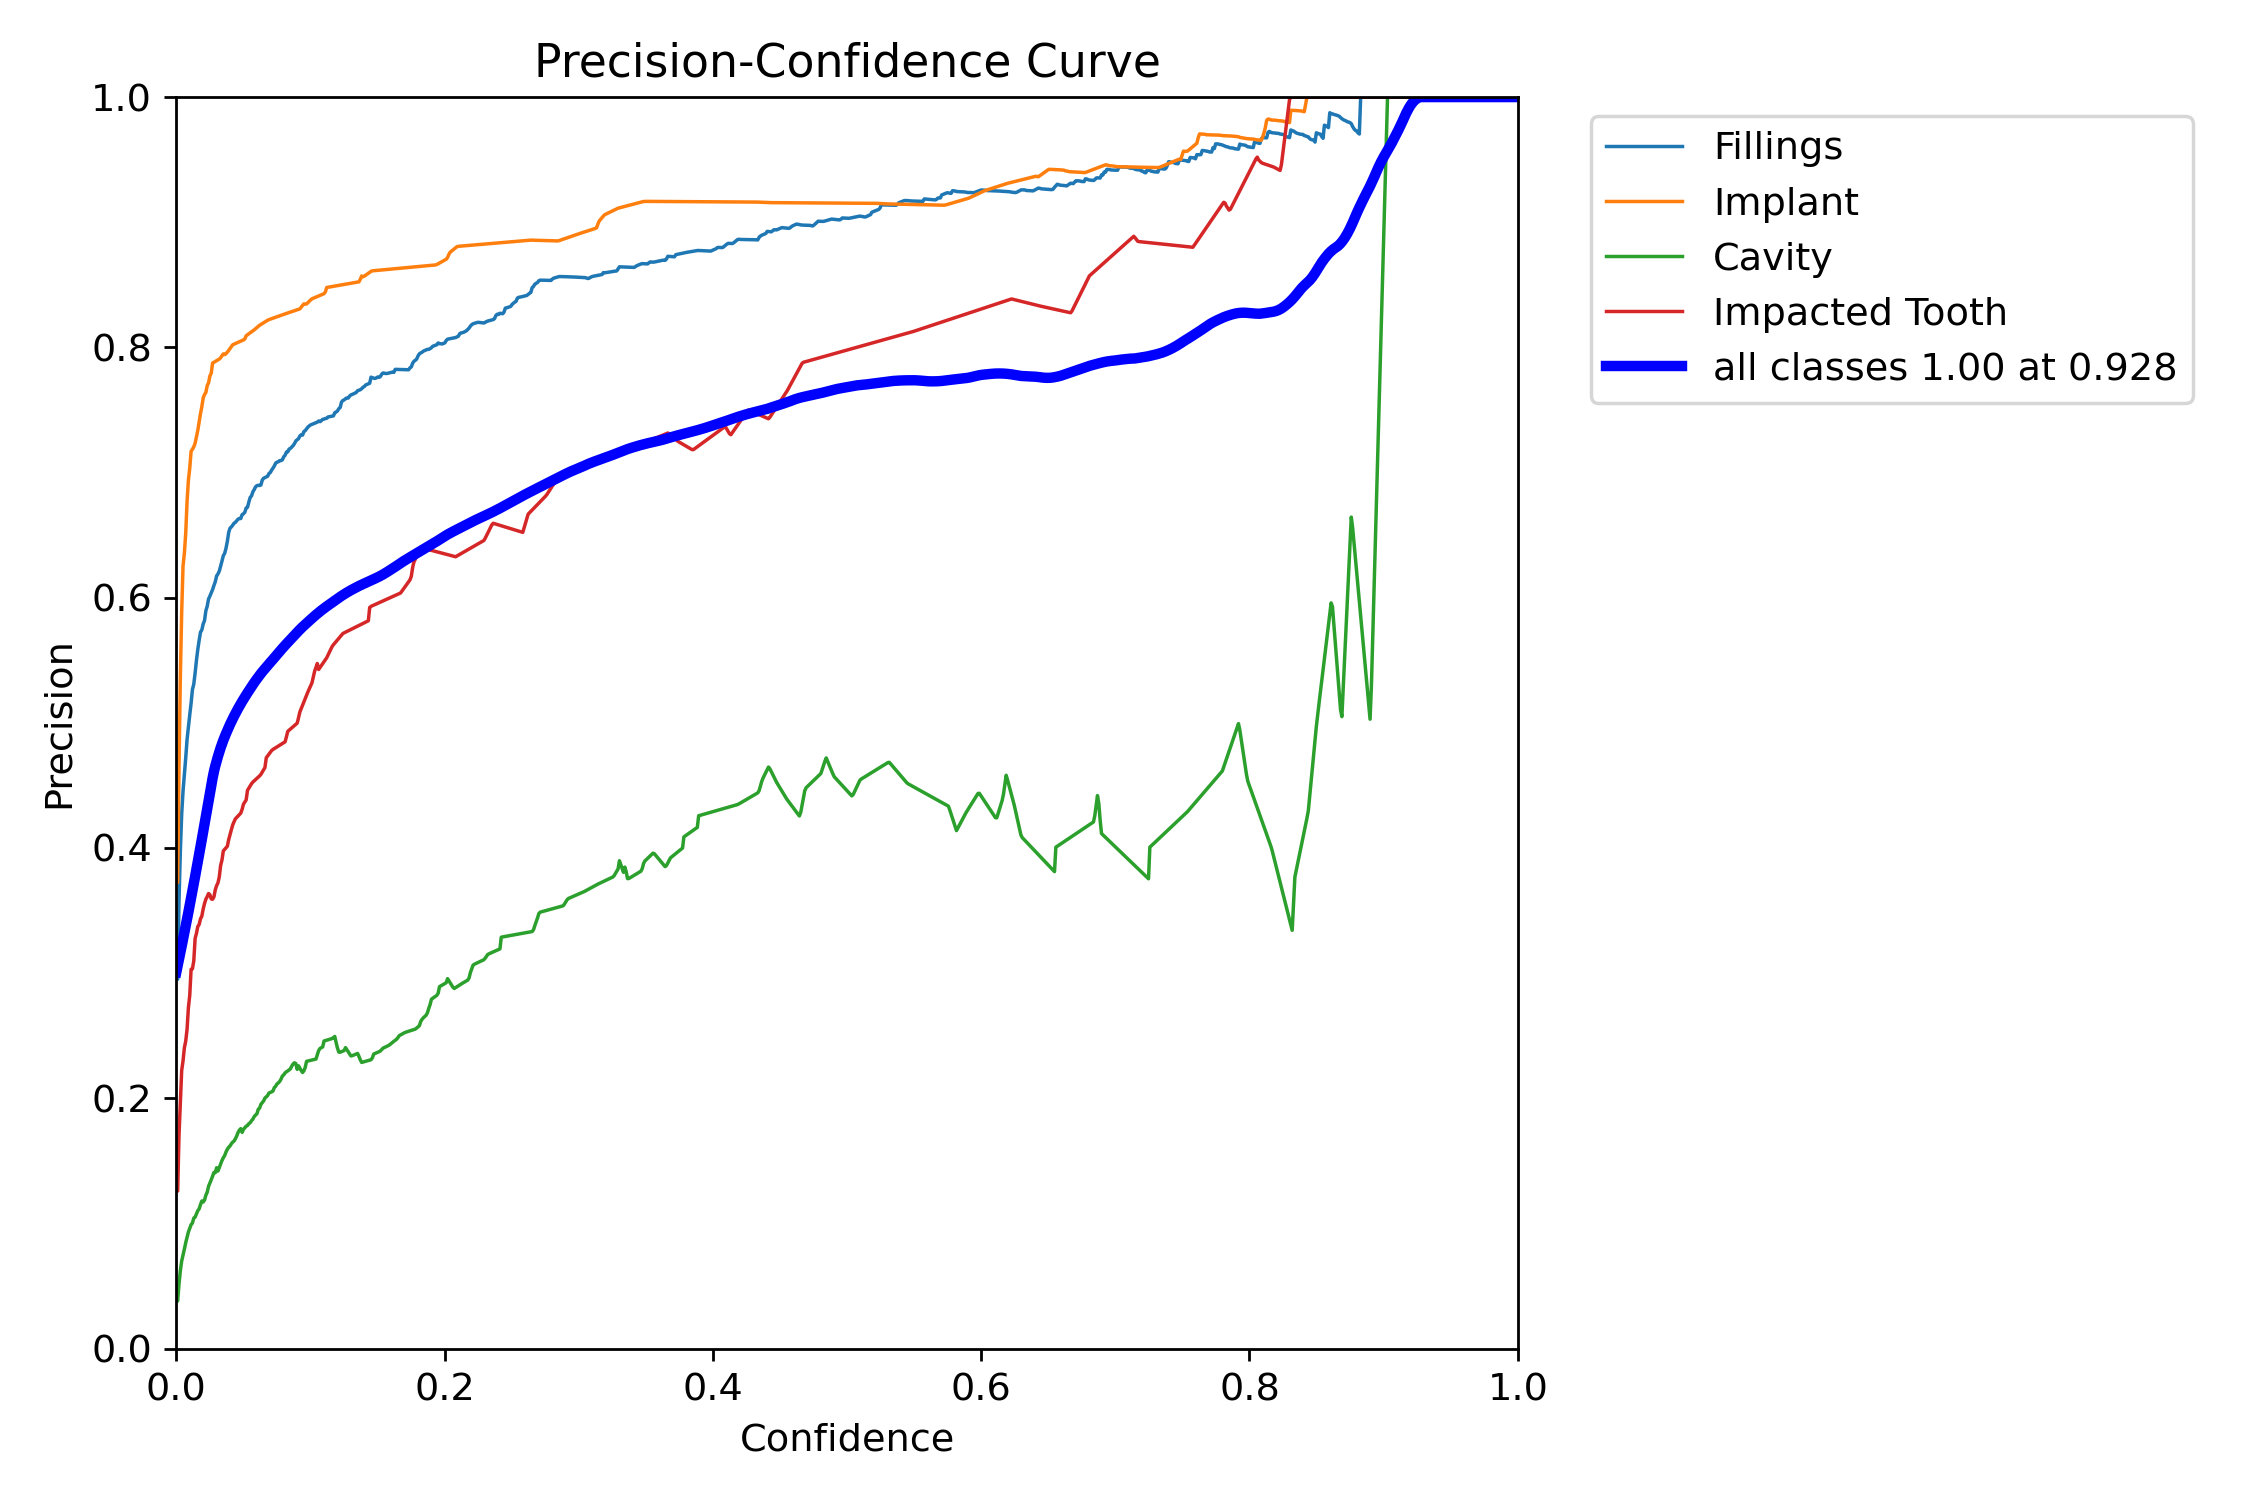 Precision-Confidence Curve
1.0
0.8
0.6
0.4
0.2
0.0
Precision
0.0 0.2 0.4 0.6 0.8 1.0
Confidence
Fillings
Implant
Cavity
Impacted Tooth
all classes 1.00 at 0.928